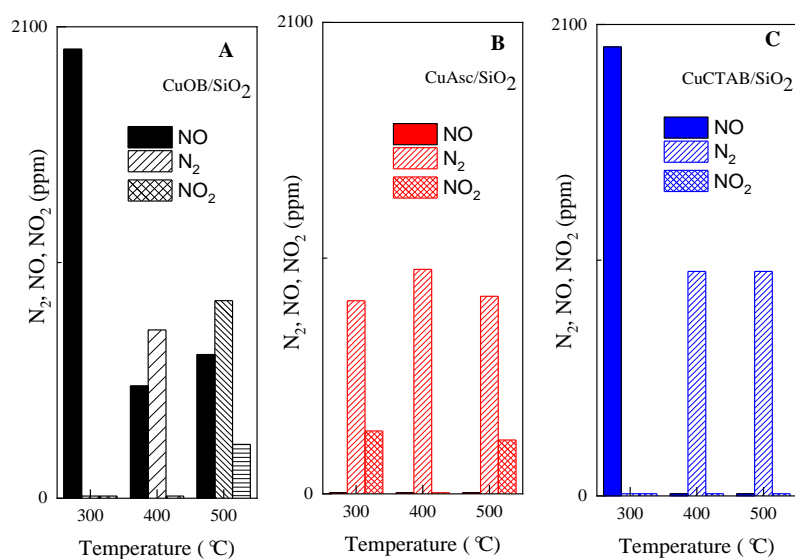 2100
A
CuOB/SiO2
NO
N2
NO2
N2, NO, NO2 (ppm)
0
300 400 500
Temperature ( ℃)
2100
B
CuAsc/SiO2
NO
N2
NO2
N2, NO, NO2 (ppm)
0
300 400 500
Temperature ( ℃)
2100
C
CuCTAB/SiO2
NO
N2
NO2
N2, NO, NO2 (ppm)
0
300 400 500
Temperature ( ℃)